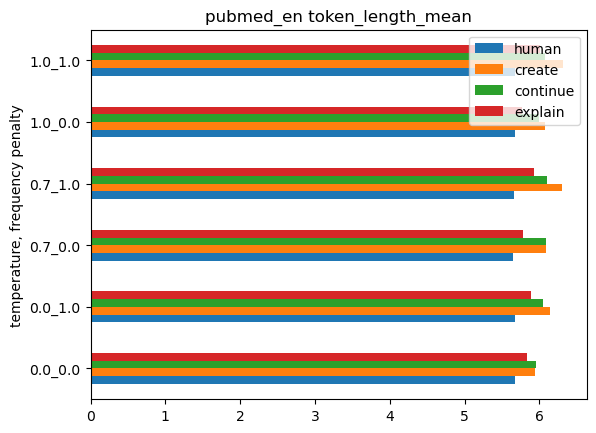 pubmed_en token_length_mean
human
create
continue
explain
temperature, frequency penalty
1.0_1.0
1.0_0.0
0.7_1.0
0.7_0.0
0.0_1.0
0.0_0.0
0 1 2 3 4 5 6